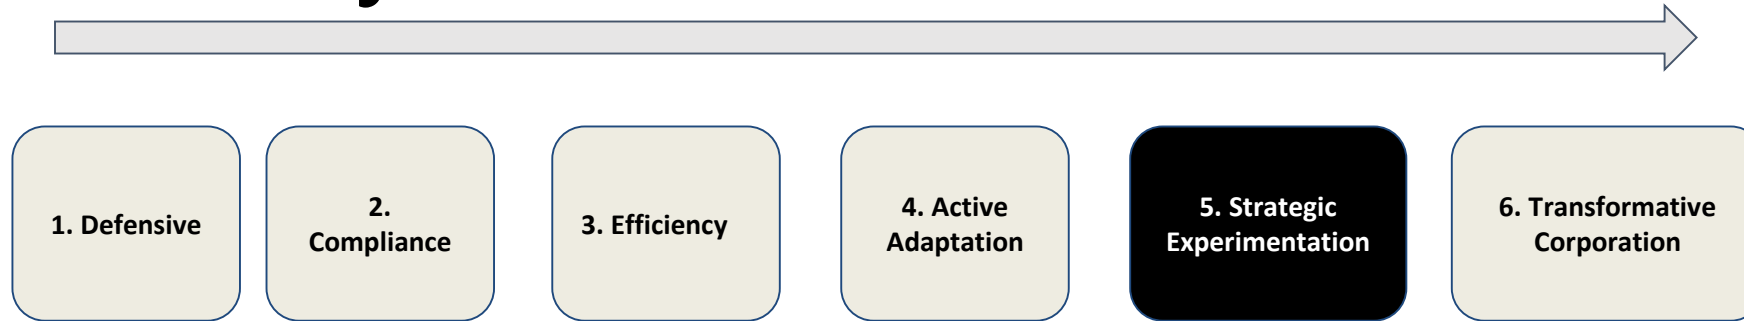 1. Defensive
2.
Compliance
3. Efficiency
4. Active
Adaptation
5. Strategic
Experimentation
6. Transformative
Corporation